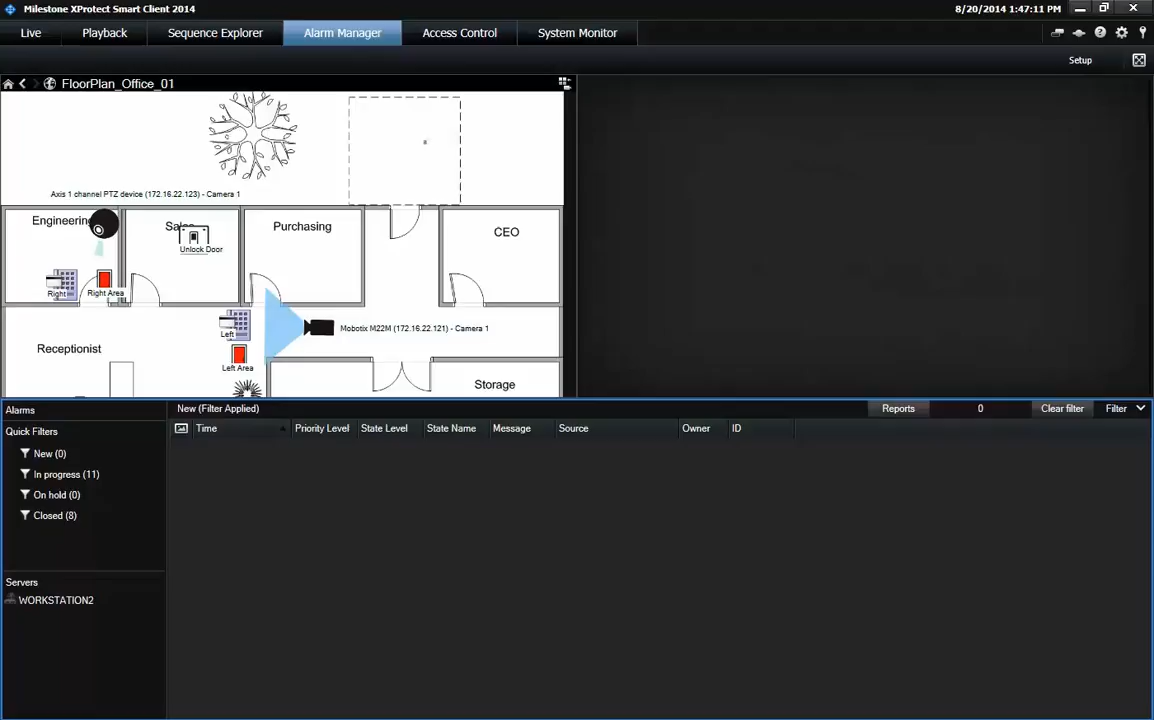 Milestone XProtect Smart Client 2014
8/20/2014 1:47:11 PM
Live
Playback
Sequence Explorer
Alarm Manager
Access Control
System Monitor
Setup
FloorPlan_Office_01
Axis 1 channel PTZ device (172.16.22.123) - Camera 1
Engineering
Sales
Purchasing
CEO
Unlock Door
Right
Right Area
Left
Mobotix M22M (172.16.22.121) - Camera 1
Receptionist
Left Area
Storage
Alarms
New (Filter Applied)
Reports
0
Clear filter
Filter
Quick Filters
Time
Priority Level
State Level
State Name
Message
Source
Owner
ID
New (0)
In progress (11)
On hold (0)
Closed (8)
Servers
WORKSTATION2